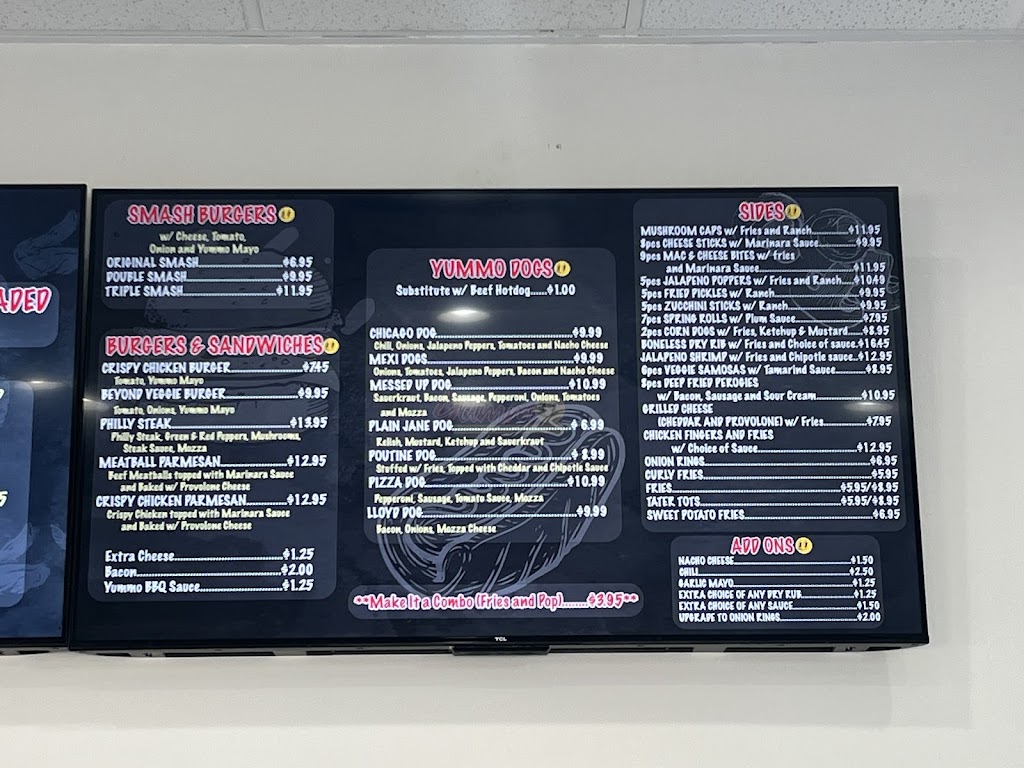 ADED
SMASH BURGERS
w/ Cheese, Tomato,
Onion and Yummo Mayo
ORIGINAL SMASH $6.95
DOUBLE SMASH $9.95
TRIPLE SMASH $11.95
BURGERS & SANDWICHES
CRISPY CHICKEN BURGER $7.45
Tomato, Yummo Mayo
BEYOND VEGGIE BURGER $9.95
Tomato, Onions, Yummo Mayo
PHILLY STEAK $13.95
Philly Steak, Green & Red Peppers, Mushrooms,
Steak Sauce, Mozza
MEATBALL PARMESAN $12.95
Beef Meatballs topped with Marinara Sauce
and Baked w/ Provolone Cheese
CRISPY CHICKEN PARMESAN $12.95
Crispy Chicken topped with Marinara Sauce
and Baked w/ Provolone Cheese
Extra Cheese $1.25
Bacon $2.00
Yummo BBQ Sauce $1.25
YUMMO DOGS
Substitute w/ Beef Hotdog......$1.00
CHICAGO DOG $9.99
Chili, Onions, Jalapeno Peppers, Tomatoes and Nacho Cheese
MEXI DOGS $9.99
Onions, Tomatoes, Jalapeno Peppers, Bacon and Nacho Cheese
MESSED UP DOG $10.99
Sauerkraut, Bacon, Sausage, Pepperoni, Onions, Tomatoes
and Mozza
PLAIN JANE DOG $6.99
Relish, Mustard, Ketchup and Sauerkraut
POUTINE DOG $8.99
Stuffed w/ Fries, Topped with Cheddar and Chipotle Sauce
PIZZA DOG $10.99
Pepperoni, Sausage, Tomato Sauce, Mozza
LLOYD DOG $9.99
Bacon, Onions, Mozza Cheese
**Make It a Combo (Fries and Pop)........$3.95**
SIDES
MUSHROOM CAPS w/ Fries and Ranch $11.95
8pcs CHEESE STICKS w/ Marinara Sauce $9.95
9pcs MAC & CHEESE BITES w/ fries
and Marinara Sauce $11.95
5pcs JALAPENO POPPERS w/ Fries and Ranch $10.49
5pcs FRIED PICKLES w/ Ranch $9.95
5pcs ZUCCHINI STICKS w/ Ranch $9.95
7pcs SPRING ROLLS w/ Plum Sauce $7.95
2pcs CORN DOGS w/ Fries, Ketchup & Mustard $8.95
BONELESS DRY RIB w/ Fries and Choice of sauce $16.45
JALAPENO SHRIMP w/ Fries and Chipotle sauce $12.95
6pcs VEGGIE SAMOSAS w/ Tamarind Sauce $8.95
8pcs DEEP FRIED PEROGIES
w/ Bacon, Sausage and Sour Cream $10.95
GRILLED CHEESE
(CHEDDAR AND PROVOLONE) w/ Fries $7.95
CHICKEN FINGERS AND FRIES
w/ Choice of Sauce $12.95
ONION RINGS $6.95
CURLY FRIES $5.95
FRIES $5.95/$8.95
TATER TOTS $5.95/$8.95
SWEET POTATO FRIES $6.95
ADD ONS
NACHO CHEESE $1.50
CHILI $2.50
GARLIC MAYO $1.25
EXTRA CHOICE OF ANY DRY RUB $1.25
EXTRA CHOICE OF ANY SAUCE $1.50
UPGRADE TO ONION RINGS $2.00
TCL